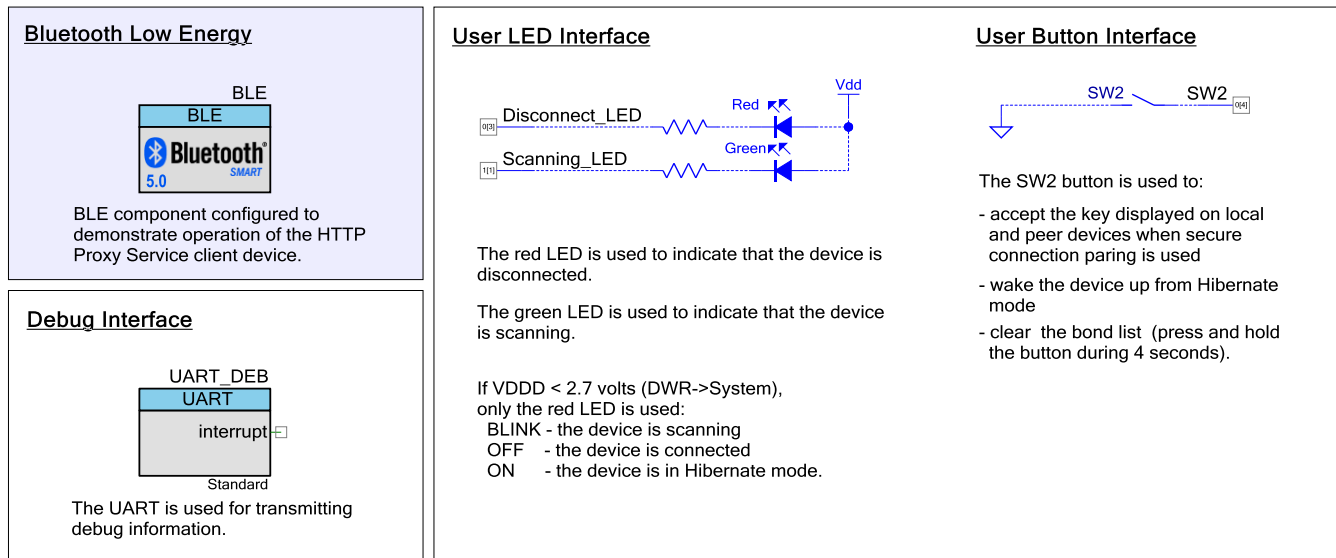 Bluetooth Low Energy
BLE
BLE
Bluetooth®
SMART
5.0
BLE component configured to
demonstrate operation of the HTTP
Proxy Service client device.
Debug Interface
UART_DEB
UART
interrupt
Standard
The UART is used for transmitting
debug information.
User LED Interface
Vdd
Red
0[3] Disconnect_LED
Green
1[1] Scanning_LED
The red LED is used to indicate that the device is
disconnected.
The green LED is used to indicate that the device
is scanning.
If VDDD < 2.7 volts (DWR->System),
only the red LED is used:
BLINK - the device is scanning
OFF - the device is connected
ON - the device is in Hibernate mode.
User Button Interface
SW2 SW2 0[4]
The SW2 button is used to:
- accept the key displayed on local
and peer devices when secure
connection paring is used
- wake the device up from Hibernate
mode
- clear the bond list (press and hold
the button during 4 seconds).